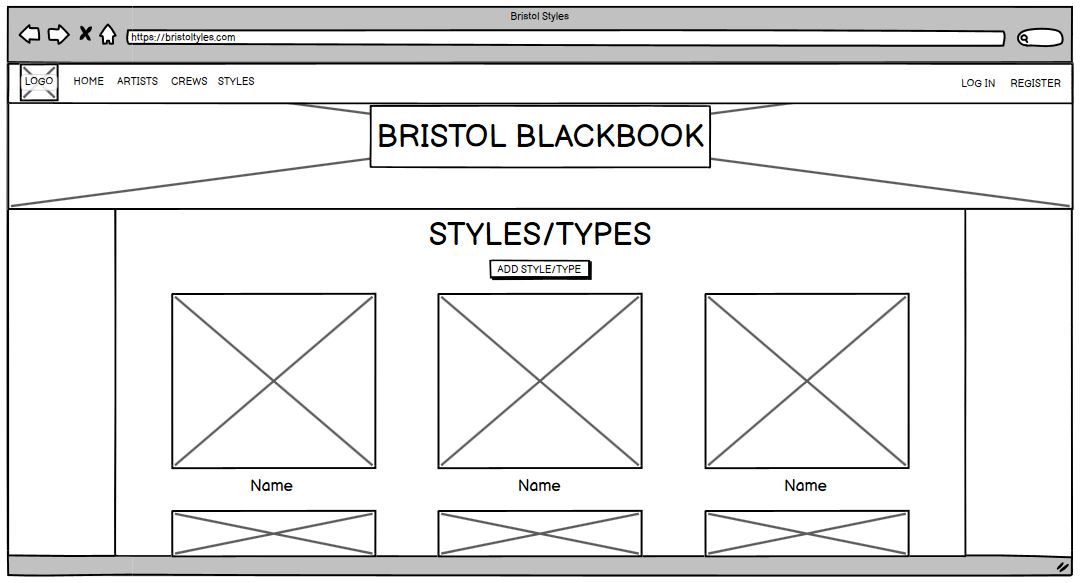 Bristol Styles
https://bristoltyles.com
LOGO HOME ARTISTS CREWS STYLES LOG IN REGISTER
BRISTOL BLACKBOOK
STYLES/TYPES
ADD STYLE/TYPE
Name Name Name